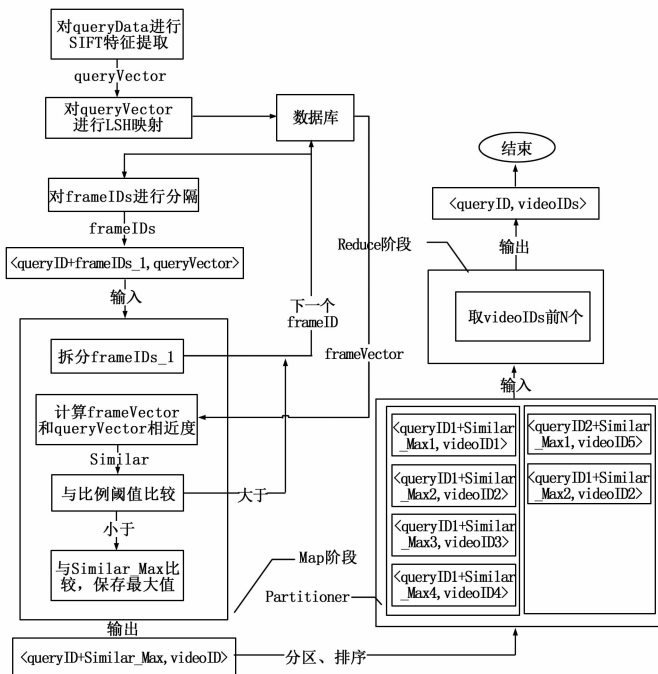 对queryData进行
SIFT特征提取
queryVector
对queryVector
进行LSH映射
数据库
对frameIDs进行分隔
frameIDs
<queryID+frameIDs_1,queryVector>
输入
下一个
frameID
frameVector
拆分frameIDs_1
计算frameVector
和queryVector相近度
Similar
与比例阈值比较
大于
小于
与Similar_Max比
较，保存最大值
Map阶段
输出
<queryID+Similar_Max,videoID>
分区、排序
Partitioner
<queryID1+Similar
_Max1,videoID1>
<queryID1+Similar
_Max2,videoID2>
<queryID1+Similar
_Max3,videoID3>
<queryID1+Similar
_Max4,videoID4>
<queryID2+Similar
_Max1,videoID5>
<queryID1+Similar
_Max2,videoID2>
输入
Reduce阶段
取videoIDs前N个
输出
<queryID,videoIDs>
结束